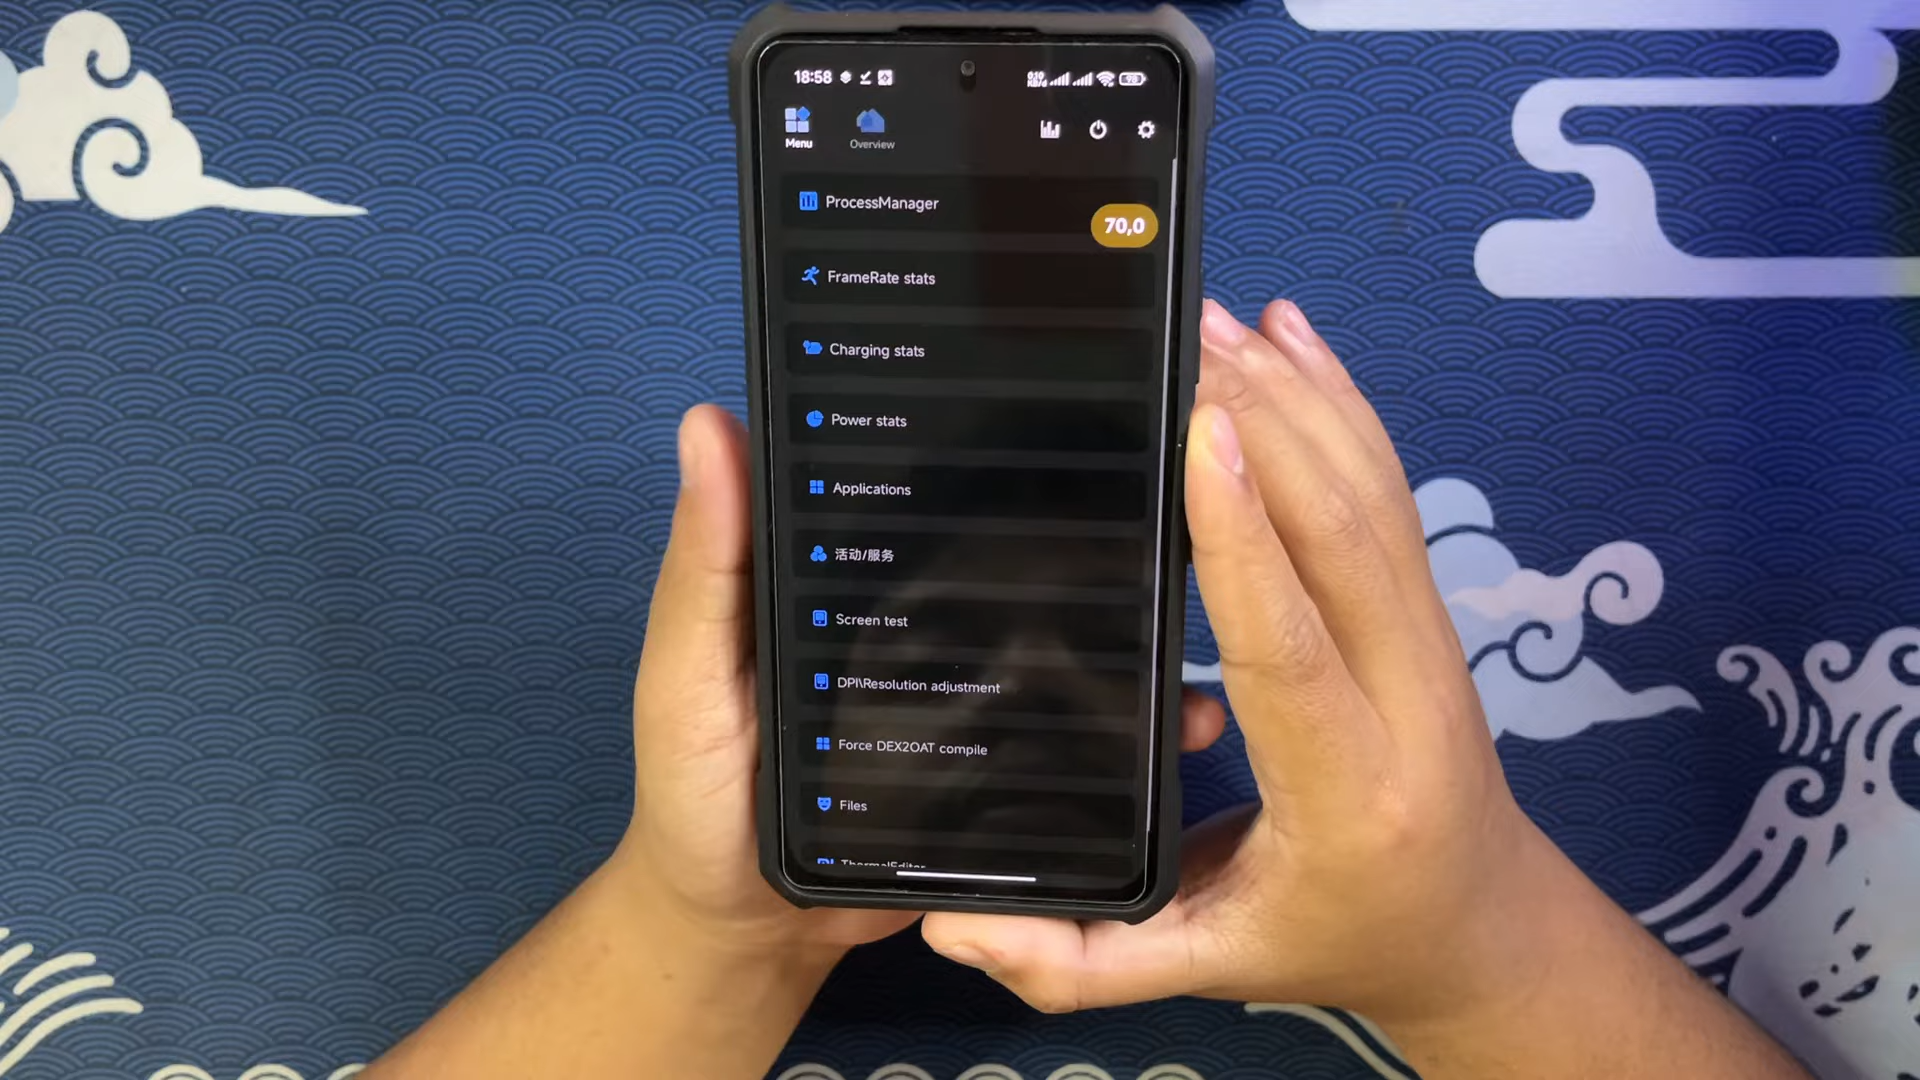 18:58
Menu
Overview
ProcessManager
70,0
FrameRate stats
Charging stats
Power stats
Applications
活动/服务
Screen test
DPI\Resolution adjustment
Force DEX2OAT compile
Files
ThermalEditor